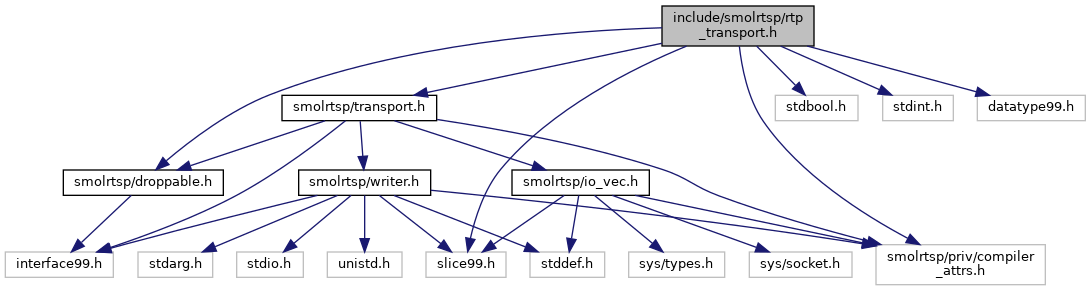 include/smolrtsp/rtp
_transport.h
smolrtsp/transport.h
stdbool.h
stdint.h
datatype99.h
smolrtsp/droppable.h
smolrtsp/writer.h
smolrtsp/io_vec.h
interface99.h
stdarg.h
stdio.h
unistd.h
slice99.h
stddef.h
sys/types.h
sys/socket.h
smolrtsp/priv/compiler
_attrs.h